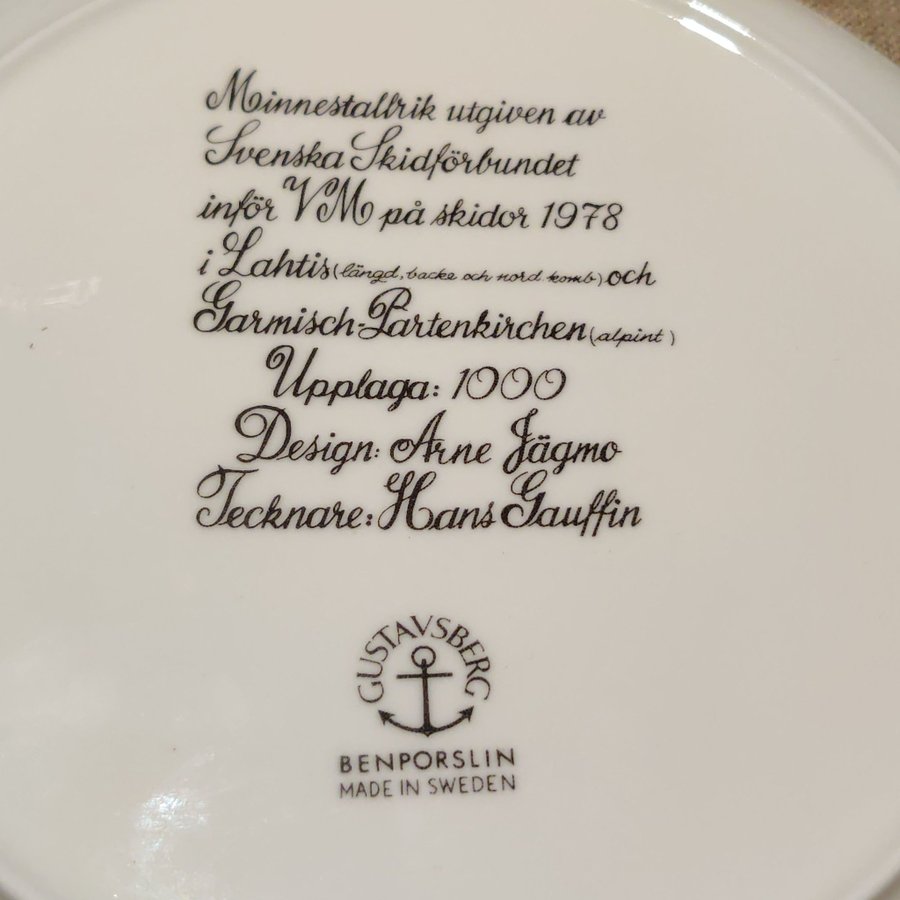 Minnestallrik utgiven av
Svenska Skidförbundet
inför VM på skidor 1978
i Lahtis (längd, backe och nord. komb) och
Garmisch-Partenkirchen (alpint)
Upplaga: 1000
Design: Arne Jägmo
Tecknare: Hans Gauffin
GUSTAVSBERG
BENPORSLIN
MADE IN SWEDEN